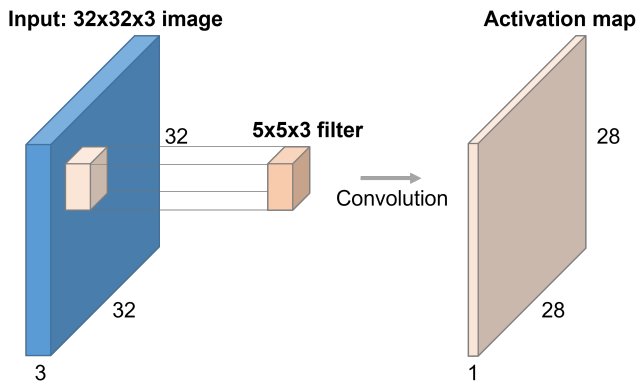 Input: 32x32x3 image
Activation map
32
5x5x3 filter
28
Convolution
32
28
3
1